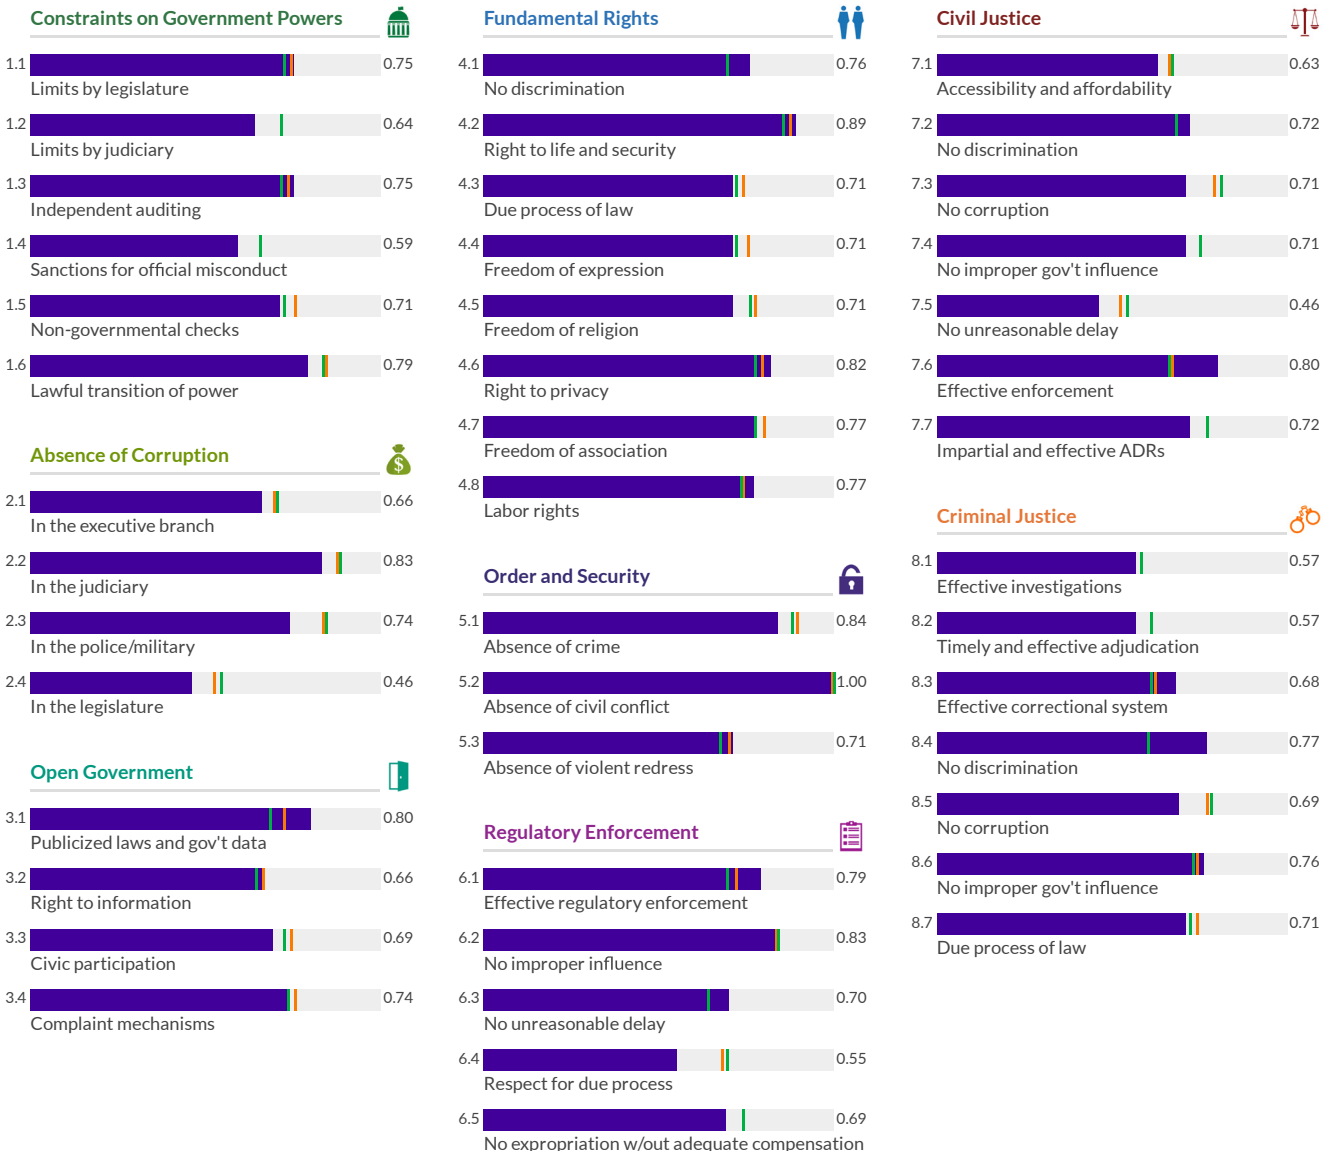 Constraints on Government Powers
1.1 0.75
Limits by legislature
1.2 0.64
Limits by judiciary
1.3 0.75
Independent auditing
1.4 0.59
Sanctions for official misconduct
1.5 0.71
Non-governmental checks
1.6 0.79
Lawful transition of power
Absence of Corruption
$
2.1 0.66
In the executive branch
2.2 0.83
In the judiciary
2.3 0.74
In the police/military
2.4 0.46
In the legislature
Open Government
3.1 0.80
Publicized laws and gov't data
3.2 0.66
Right to information
3.3 0.69
Civic participation
3.4 0.74
Complaint mechanisms
Fundamental Rights
4.1 0.76
No discrimination
4.2 0.89
Right to life and security
4.3 0.71
Due process of law
4.4 0.71
Freedom of expression
4.5 0.71
Freedom of religion
4.6 0.82
Right to privacy
4.7 0.77
Freedom of association
4.8 0.77
Labor rights
Order and Security
5.1 0.84
Absence of crime
5.2 1.00
Absence of civil conflict
5.3 0.71
Absence of violent redress
Regulatory Enforcement
6.1 0.79
Effective regulatory enforcement
6.2 0.83
No improper influence
6.3 0.70
No unreasonable delay
6.4 0.55
Respect for due process
6.5 0.69
No expropriation w/out adequate compensation
Civil Justice
7.1 0.63
Accessibility and affordability
7.2 0.72
No discrimination
7.3 0.71
No corruption
7.4 0.71
No improper gov't influence
7.5 0.46
No unreasonable delay
7.6 0.80
Effective enforcement
7.7 0.72
Impartial and effective ADRs
Criminal Justice
8.1 0.57
Effective investigations
8.2 0.57
Timely and effective adjudication
8.3 0.68
Effective correctional system
8.4 0.77
No discrimination
8.5 0.69
No corruption
8.6 0.76
No improper gov't influence
8.7 0.71
Due process of law